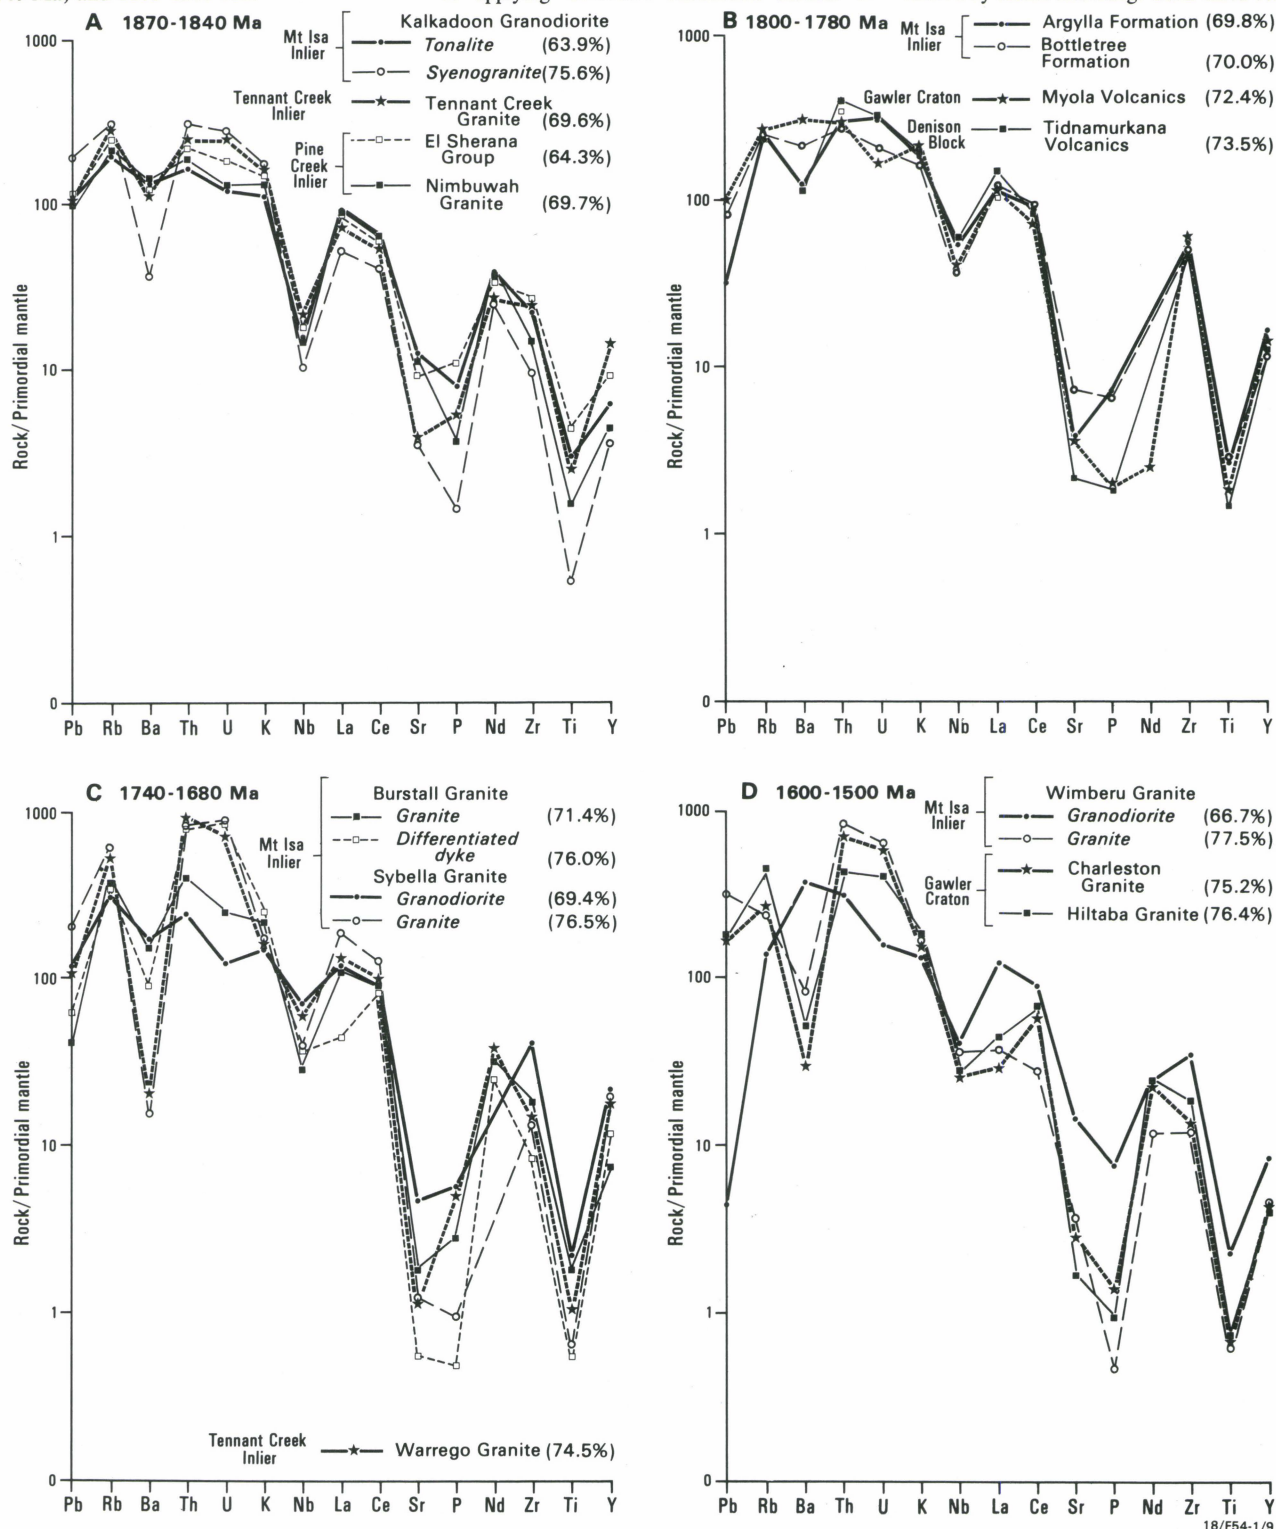 A 1870-1840 Ma
Kalkadoon Granodiorite
Mt Isa
Inlier
Tonalite (63.9%)
Syenogranite (75.6%)
Tennant Creek
Inlier
Tennant Creek
Granite (69.6%)
Pine
Creek
Inlier
El Sherana
Group (64.3%)
Nimbuwah
Granite (69.7%)
1000
100
10
1
0
Rock/Primordial mantle
Pb Rb Ba Th U K Nb La Ce Sr P Nd Zr Ti Y
B 1800-1780 Ma
Mt Isa
Inlier
Argylla Formation (69.8%)
Bottletree
Formation (70.0%)
Gawler Craton
Myola Volcanics (72.4%)
Denison
Block
Tidnamurkana
Volcanics (73.5%)
1000
100
10
1
0
Rock/Primordial mantle
Pb Rb Ba Th U K Nb La Ce Sr P Nd Zr Ti Y
C 1740-1680 Ma
Mt Isa
Inlier
Burstall Granite
Granite (71.4%)
Differentiated
dyke (76.0%)
Sybella Granite
Granodiorite (69.4%)
Granite (76.5%)
1000
100
10
1
0
Rock/Primordial mantle
Tennant Creek
Inlier
Warrego Granite (74.5%)
Pb Rb Ba Th U K Nb La Ce Sr P Nd Zr Ti Y
D 1600-1500 Ma
Mt Isa
Inlier
Wimberu Granite
Granodiorite (66.7%)
Granite (77.5%)
Gawler
Craton
Charleston
Granite (75.2%)
Hiltaba Granite (76.4%)
1000
100
10
1
0
Rock/Primordial mantle
Pb Rb Ba Th U K Nb La Ce Sr P Nd Zr Ti Y
18/F54-1/9